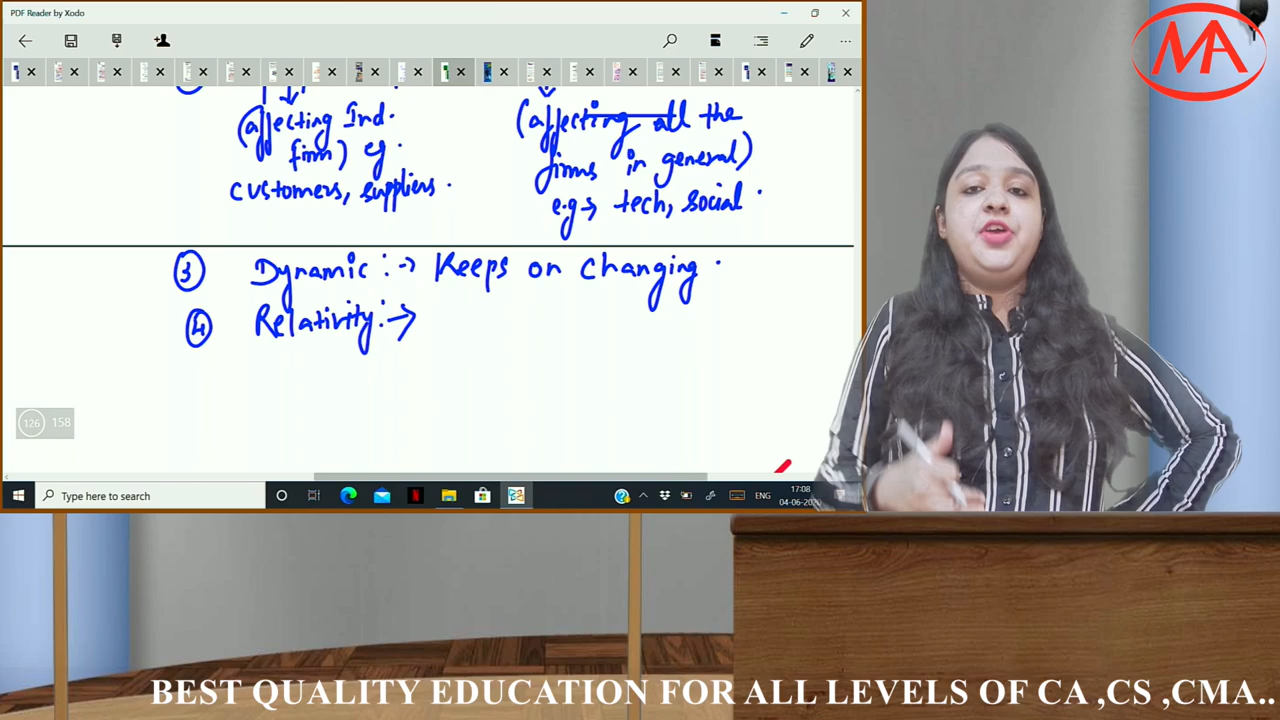 PDF Reader by Xodo
MA
(affecting Ind.
firm) eg.
customers, suppliers.
(affecting all the
firms in general)
e.g → tech, social.
3 Dynamic :→ Keeps on changing.
4 Relativity :→
126 158
Type here to search
ENG
17:08
04-06-20
BEST QUALITY EDUCATION FOR ALL LEVELS OF CA ,CS ,CMA..